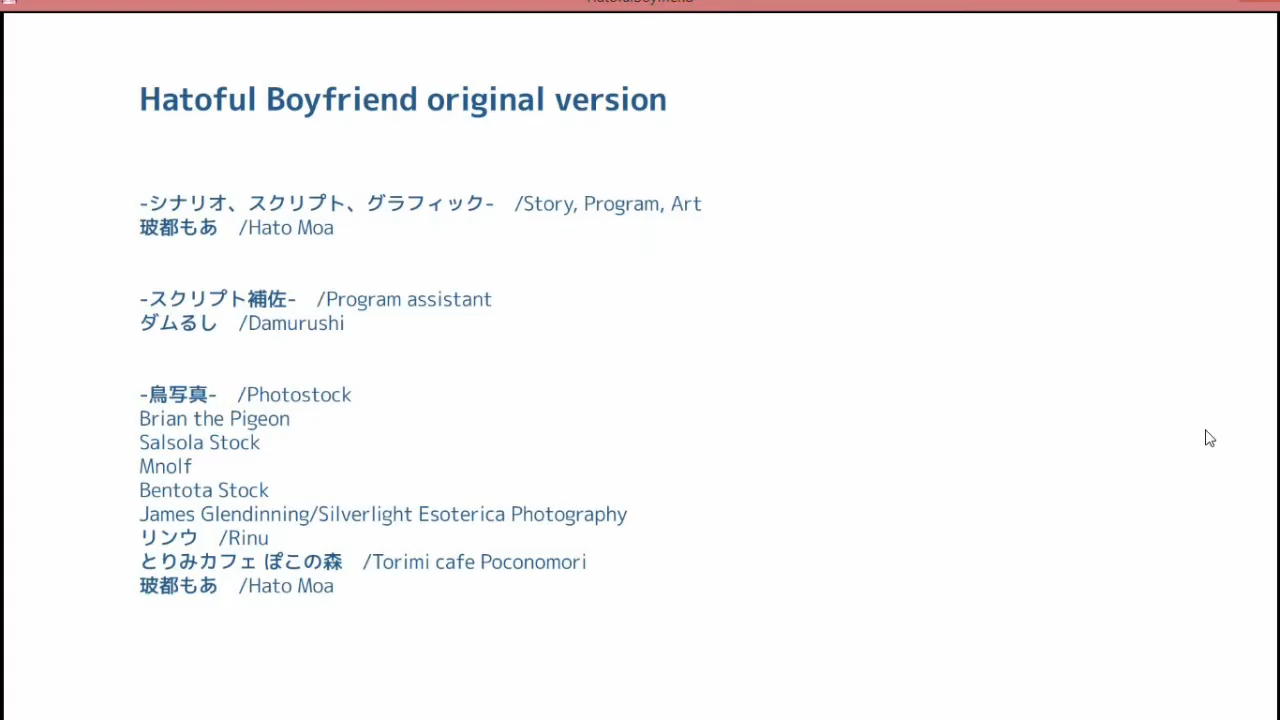 Hatoful Boyfriend original version
-シナリオ、スクリプト、グラフィック- /Story, Program, Art
玻都もあ /Hato Moa
-スクリプト補佐- /Program assistant
ダムるし /Damurushi
-鳥写真- /Photostock
Brian the Pigeon
Salsola Stock
Mnolf
Bentota Stock
James Glendinning/Silverlight Esoterica Photography
リンウ /Rinu
とりみカフェ ぽこの森 /Torimi cafe Poconomori
玻都もあ /Hato Moa